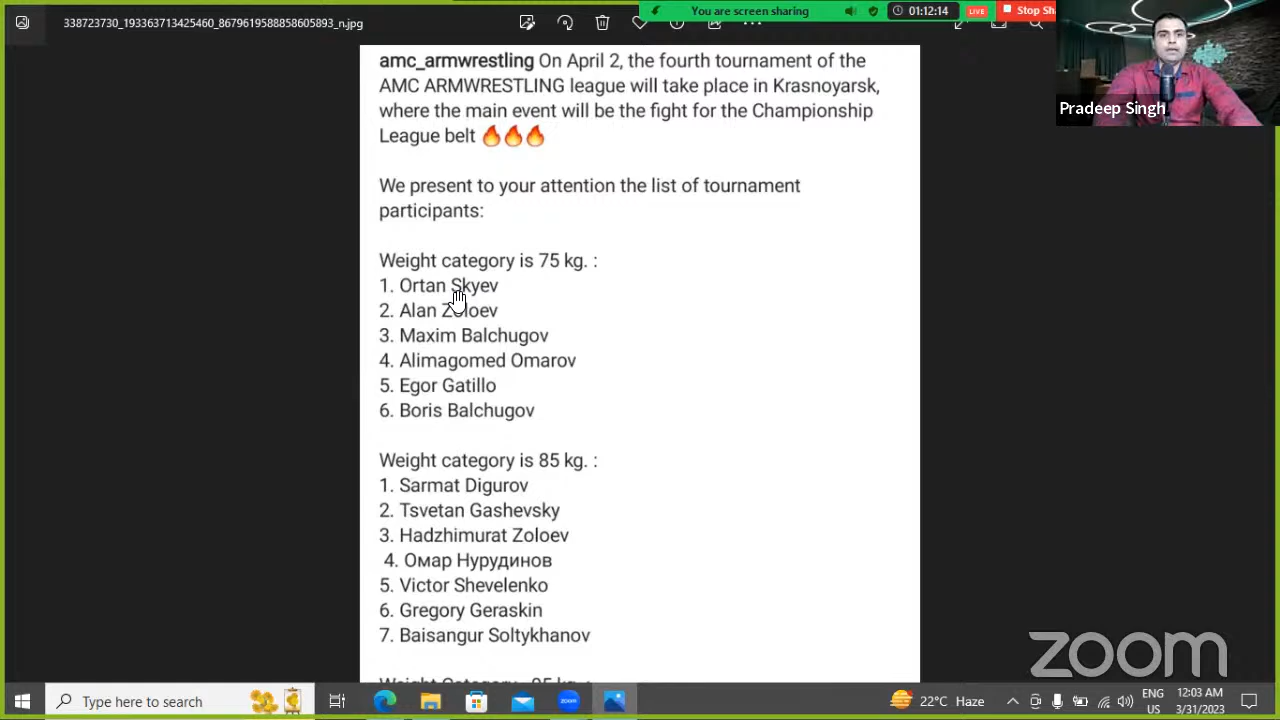 338723730_193363713425460_8679619588858605893_n.jpg
You are screen sharing
01:12:14
LIVE
Stop Sh
Pradeep Singh
amc_armwrestling On April 2, the fourth tournament of the
AMC ARMWRESTLING league will take place in Krasnoyarsk,
where the main event will be the fight for the Championship
League belt 🔥🔥🔥
We present to your attention the list of tournament
participants:
Weight category is 75 kg. :
1. Ortan Skyev
2. Alan Zoloev
3. Maxim Balchugov
4. Alimagomed Omarov
5. Egor Gatillo
6. Boris Balchugov
Weight category is 85 kg. :
1. Sarmat Digurov
2. Tsvetan Gashevsky
3. Hadzhimurat Zoloev
4. Омар Нурудинов
5. Victor Shevelenko
6. Gregory Geraskin
7. Baisangur Soltykhanov
zoom
Type here to search
zoom
22°C Haze
ENG
US
12:03 AM
3/31/2023